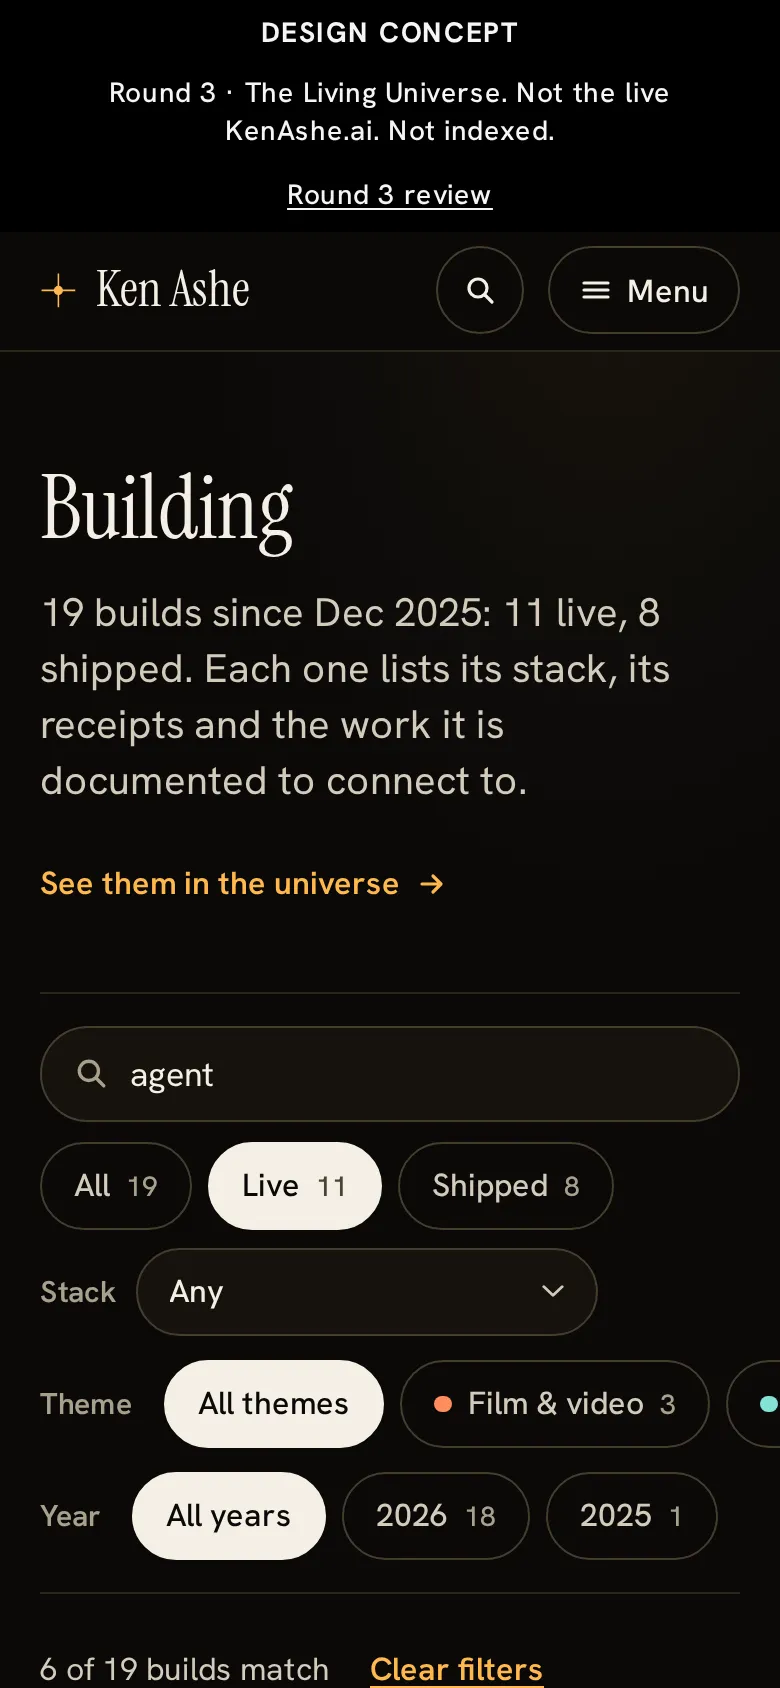 DESIGN CONCEPT
Round 3 · The Living Universe. Not the live
KenAshe.ai. Not indexed.
Round 3 review
Ken Ashe
Menu
Building
19 builds since Dec 2025: 11 live, 8
shipped. Each one lists its stack, its
receipts and the work it is
documented to connect to.
See them in the universe →
agent
All 19 Live 11 Shipped 8
Stack Any
Theme All themes Film & video 3
Year All years 2026 18 2025 1
6 of 19 builds match Clear filters